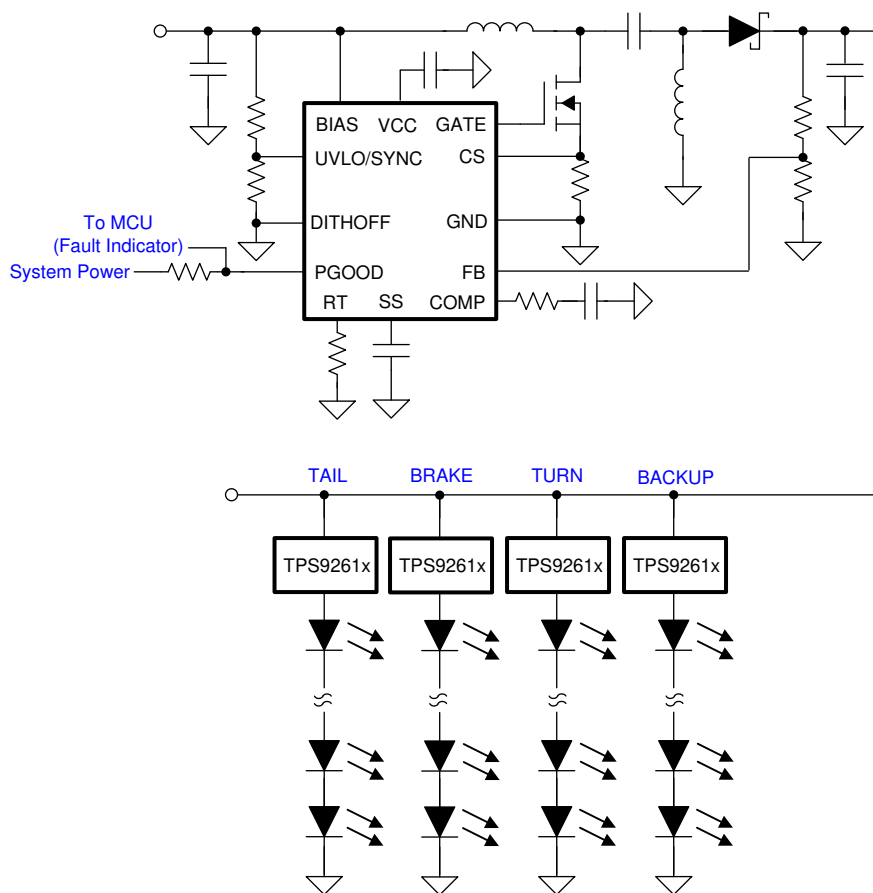 BIAS
VCC
GATE
UVLO/SYNC
CS
To MCU
(Fault Indicator)
DITHOFF
GND
System Power
PGOOD
FB
RT
SS
COMP
TAIL
BRAKE
TURN
BACKUP
TPS9261x
TPS9261x
TPS9261x
TPS9261x